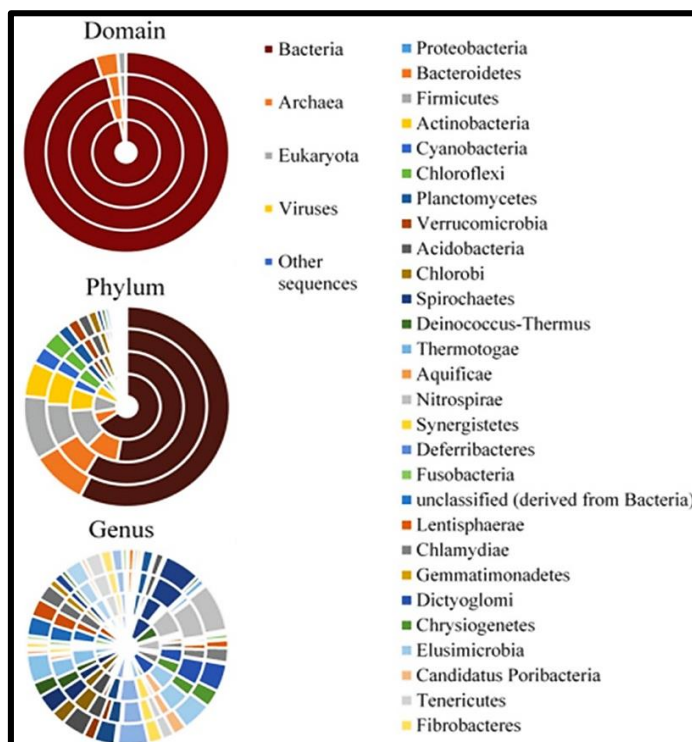 Domain
Bacteria
Archaea
Eukaryota
Viruses
Other
sequences
Phylum
Genus
Proteobacteria
Bacteroidetes
Firmicutes
Actinobacteria
Cyanobacteria
Chloroflexi
Planctomycetes
Verrucomicrobia
Acidobacteria
Chlorobi
Spirochaetes
Deinococcus-Thermus
Thermotogae
Aquificae
Nitrospirae
Synergistetes
Deferribacteres
Fusobacteria
unclassified (derived from Bacteria)
Lentisphaerae
Chlamydiae
Gemmatimonadetes
Dictyoglomi
Chrysiogenetes
Elusimicrobia
Candidatus Poribacteria
Tenericutes
Fibrobacteres